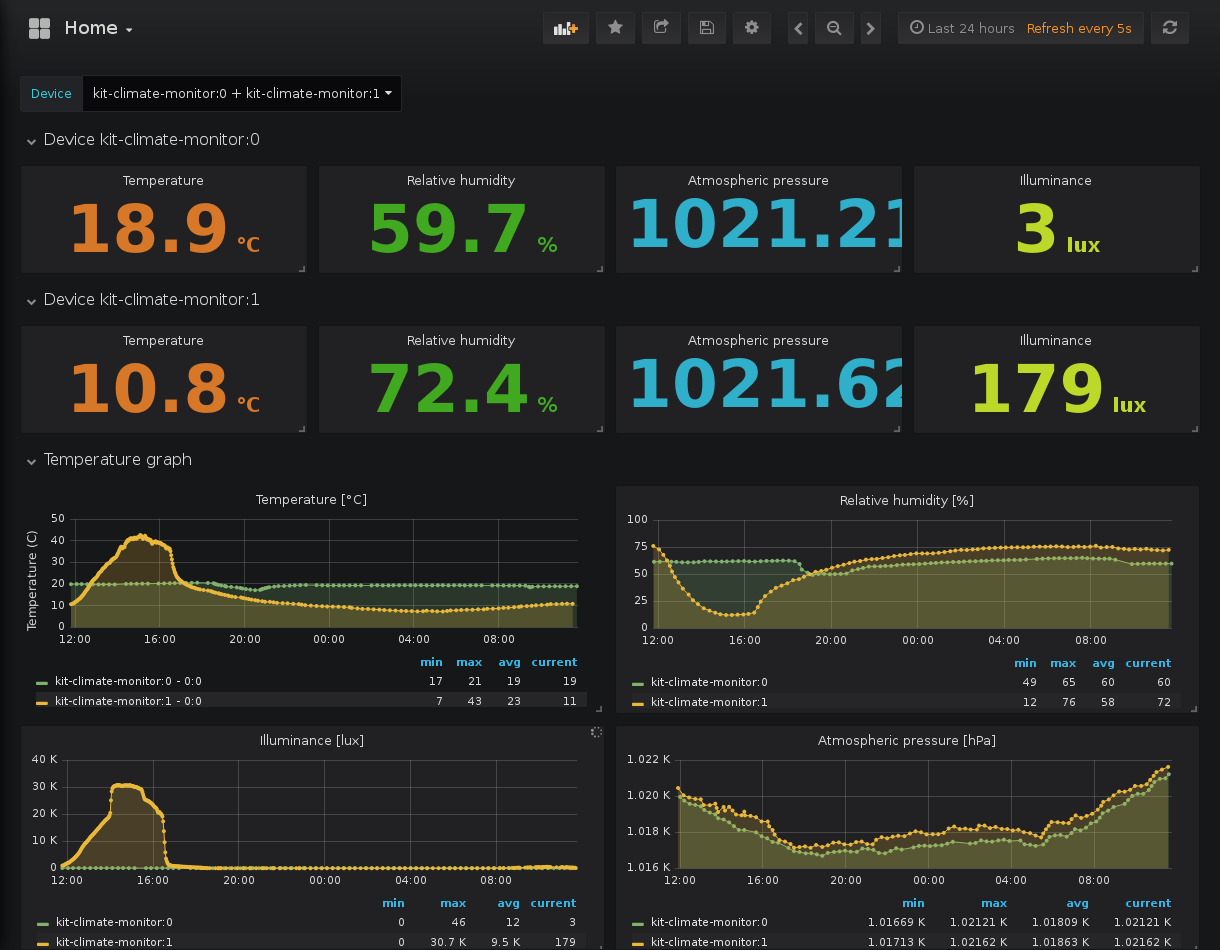 Home
Last 24 hours Refresh every 5s
Device kit-climate-monitor:0 + kit-climate-monitor:1
Device kit-climate-monitor:0
Temperature Relative humidity Atmospheric pressure Illuminance
18.9 °C 59.7 % 1021.21 3 lux
Device kit-climate-monitor:1
Temperature Relative humidity Atmospheric pressure Illuminance
10.8 °C 72.4 % 1021.62 179 lux
Temperature graph
Temperature [°C]
Temperature (C)
50
40
30
20
10
0
12:00 16:00 20:00 00:00 04:00 08:00
min max avg current
kit-climate-monitor:0 - 0:0 17 21 19 19
kit-climate-monitor:1 - 0:0 7 43 23 11
Relative humidity [%]
100
75
50
25
0
12:00 16:00 20:00 00:00 04:00 08:00
min max avg current
kit-climate-monitor:0 49 65 60 60
kit-climate-monitor:1 12 76 58 72
Illuminance [lux]
40 K
30 K
20 K
10 K
0
12:00 16:00 20:00 00:00 04:00 08:00
min max avg current
kit-climate-monitor:0 0 46 12 3
kit-climate-monitor:1 0 30.7 K 9.5 K 179
Atmospheric pressure [hPa]
1.022 K
1.020 K
1.018 K
1.016 K
12:00 16:00 20:00 00:00 04:00 08:00
min max avg current
kit-climate-monitor:0 1.01669 K 1.02121 K 1.01809 K 1.02121 K
kit-climate-monitor:1 1.01713 K 1.02162 K 1.01863 K 1.02162 K